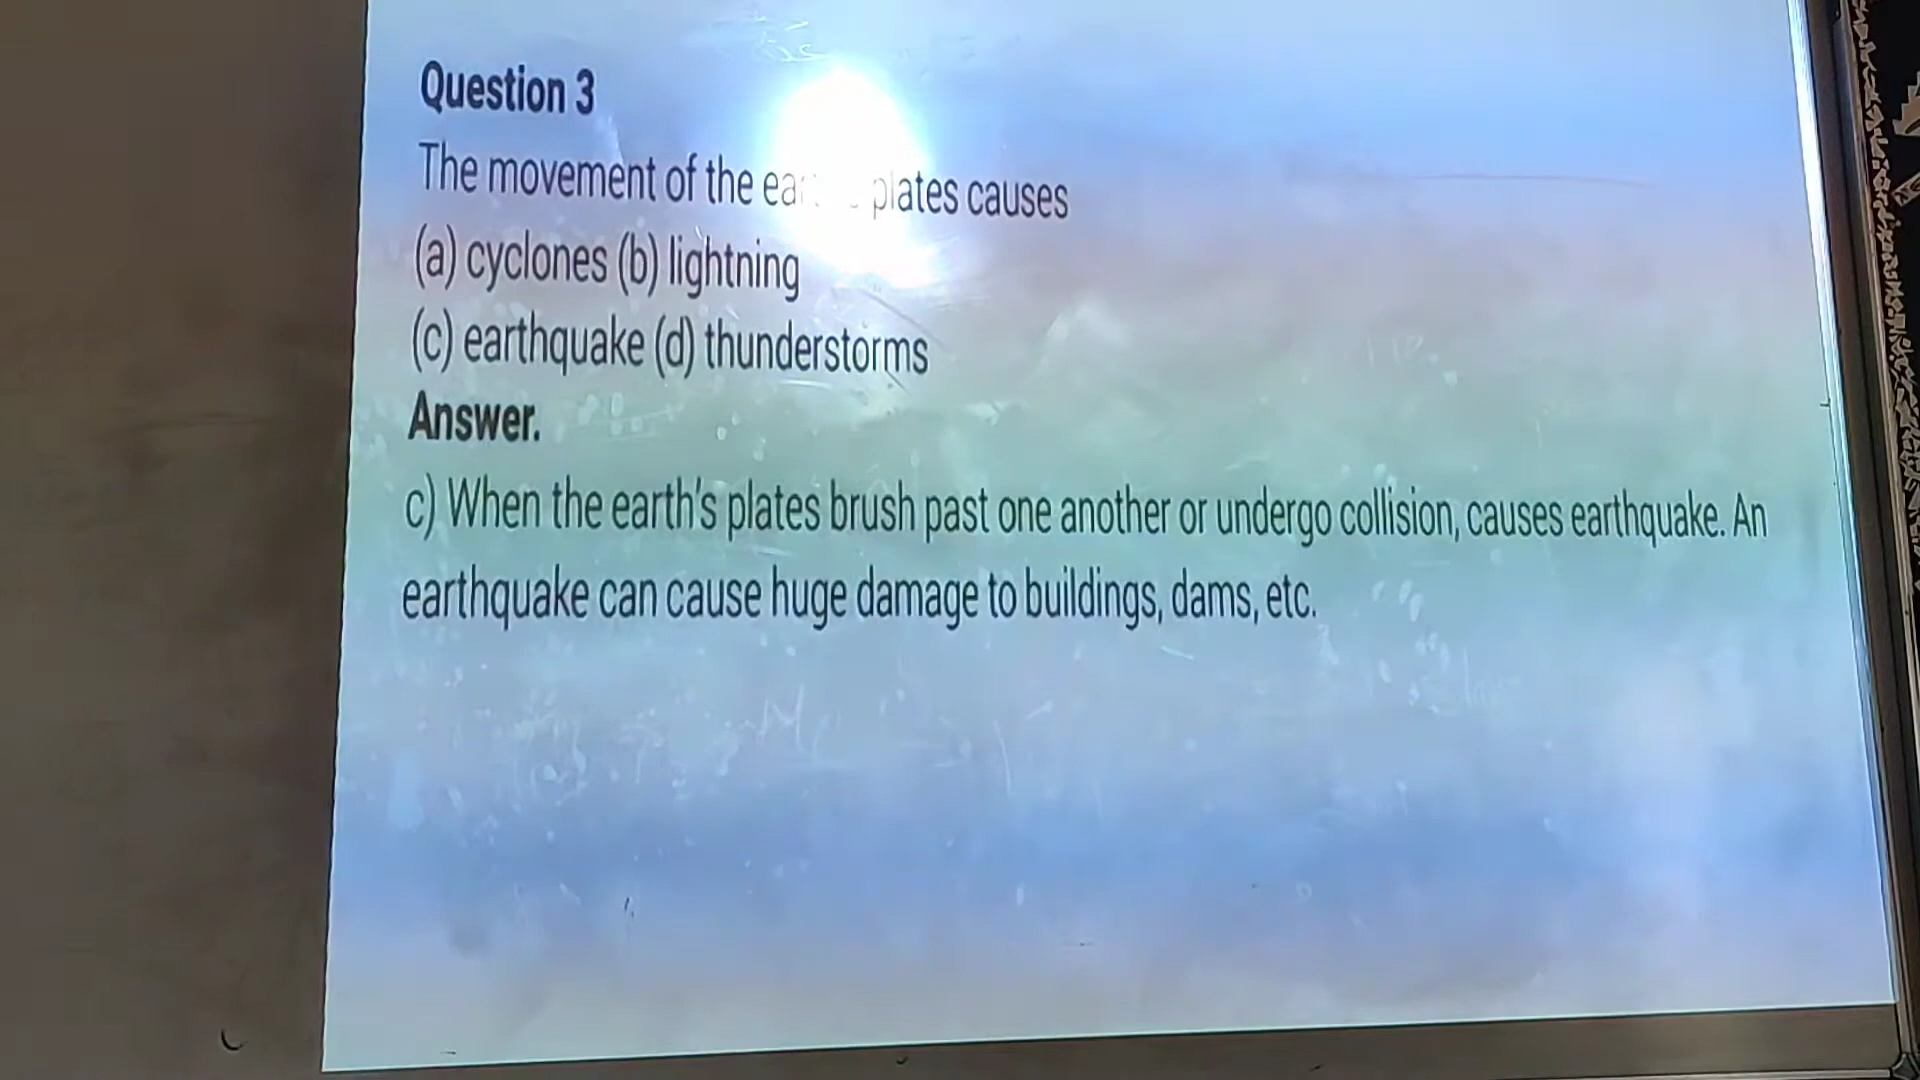 Question 3
The movement of the plates causes
(a) cyclones (b) lightning
(c) earthquake (d) thunderstorms
Answer.
c) When the earth's plates brush past one another or undergo collision, causes earthquake. An
earthquake can cause huge damage to buildings, dams, etc.